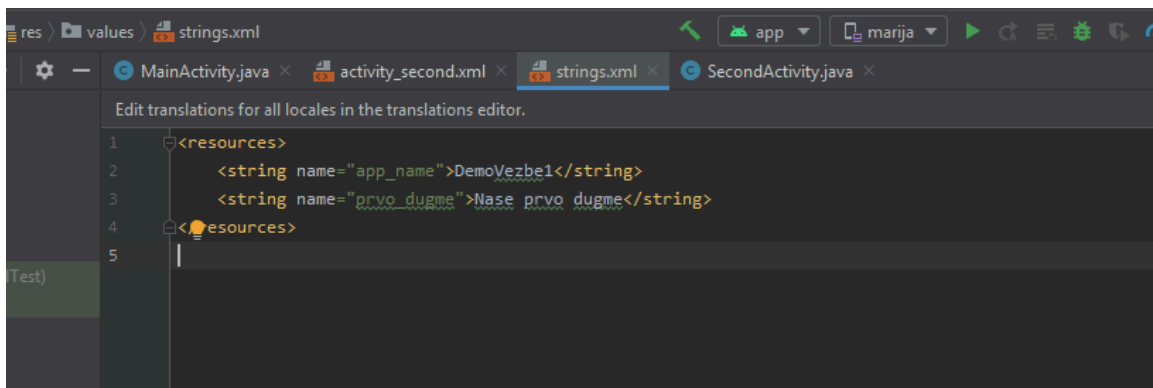 res values strings.xml app marija
MainActivity.java activity_second.xml strings.xml SecondActivity.java
Edit translations for all locales in the translations editor.
1 <resources>
2 <string name="app_name">DemoVezbe1</string>
3 <string name="prvo_dugme">Nase prvo dugme</string>
4 </resources>
5
Test)